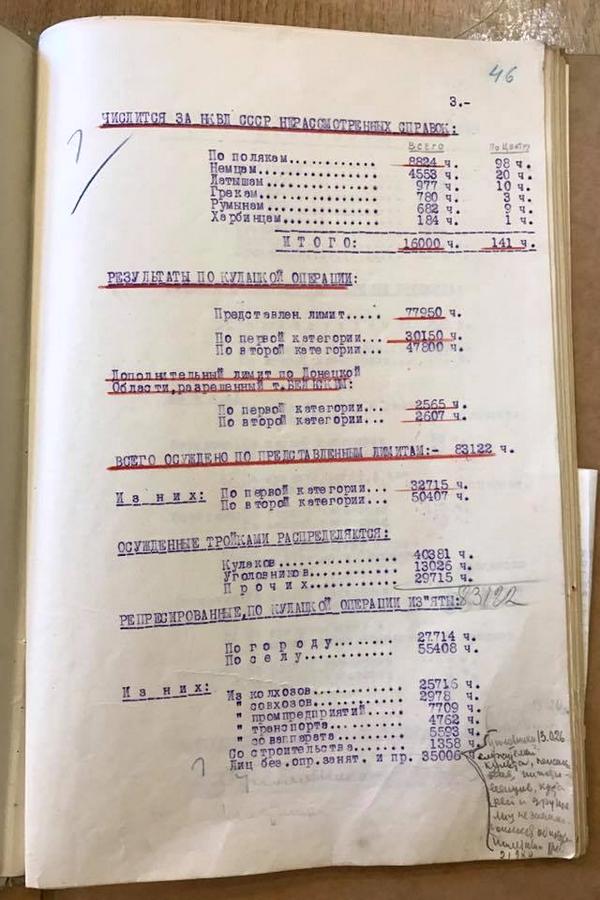 46
3.-
ЧИСЛИТСЯ ЗА НКВД СССР НЕРАССМОТРЕННЫХ СПРАВОК:
ВСЕГО По Центру
По полякам........... 8824 ч. 98 ч.
Немцам............... 4553 ч. 20 ч.
Латышам.............. 977 ч. 10 ч.
Грекам............... 780 ч. 3 ч.
Румынам.............. 682 ч. 9 ч.
Харбинцам............ 184 ч. 1 ч.
ИТОГО: 16000 ч. 141 ч.
РЕЗУЛЬТАТЫ ПО КУЛАЦКОЙ ОПЕРАЦИИ:
Представлен. лимит..... 77950 ч.
По первой категории... 30150 ч.
По второй категории... 47800 ч.
Дополнительный лимит по Донецкой
Области, разрешенный т.
По первой категории... 2565 ч.
По второй категории... 2607 ч.
ВСЕГО ОСУЖДЕНО ПО ПРЕДСТАВЛЕННЫМ ЛИМИТАМ:- 83122 ч.
Из них: По первой категории... 32715 ч.
По второй категории... 50407 ч.
ОСУЖДЕННЫЕ ТРОЙКАМИ РАСПРЕДЕЛЯЮТСЯ:
Кулаков............... 40381 ч.
Уголовников........... 13026 ч.
Прочих........... 29715 ч.
РЕПРЕСИРОВАННЫЕ, ПО КУЛАЦКОЙ ОПЕРАЦИИ ИЗ"ЯТЫ: 83122
По городу........ 27.714 ч.
По селу........... 55408 ч.
Из них: Из колхозов........... 25716 ч.
" совхозов........... 2978 ч.
" промпредприятий.... 7709 ч.
" транспорта......... 4762 ч.
" соваппарата........ 5593 ч.
Со строительства..... 1358 ч.
Лиц без.опр.занят. и пр. 35006 ч.
13.026